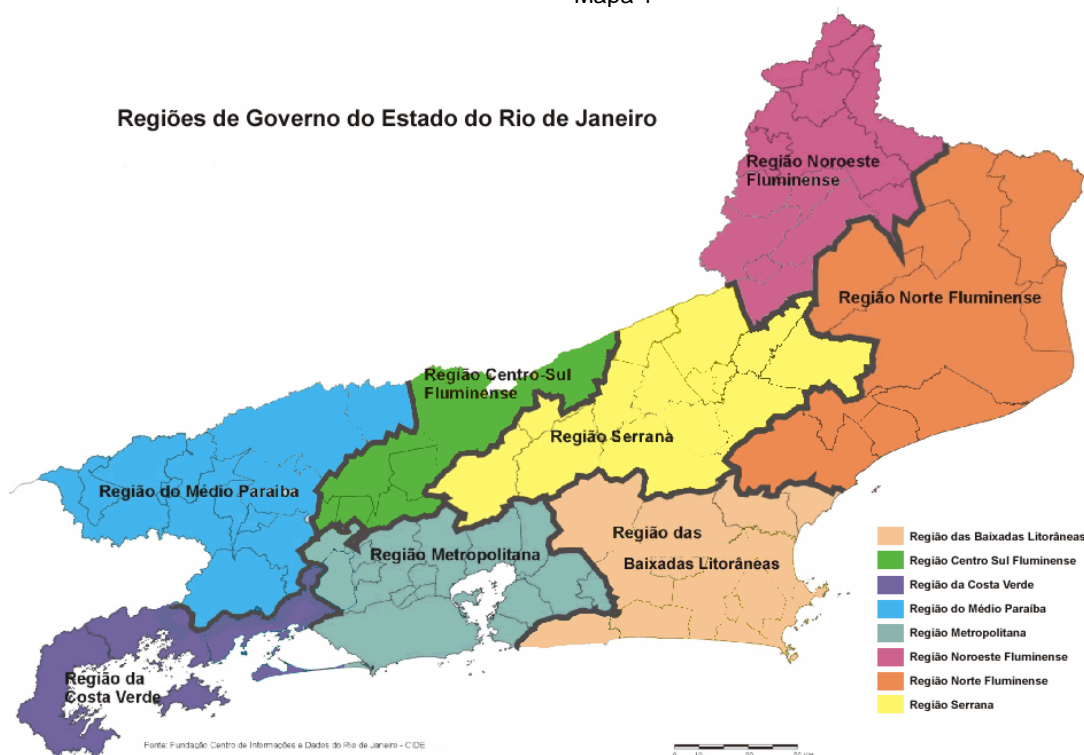 Regiões de Governo do Estado do Rio de Janeiro
Região Noroeste
Fluminense
Região Norte Fluminense
Região Centro-Sul
Fluminense
Região Serrana
Região do Médio Paraiba
Região das
Baixadas Litorâneas
Região Metropolitana
Região da
Costa Verde
Região das Baixadas Litorâneas
Região Centro Sul Fluminense
Região da Costa Verde
Região do Médio Paraíba
Região Metropolitana
Região Noroeste Fluminense
Região Norte Fluminense
Região Serrana
Fonte: Fundação Centro de Informações e Dados do Rio de Janeiro - CIDE